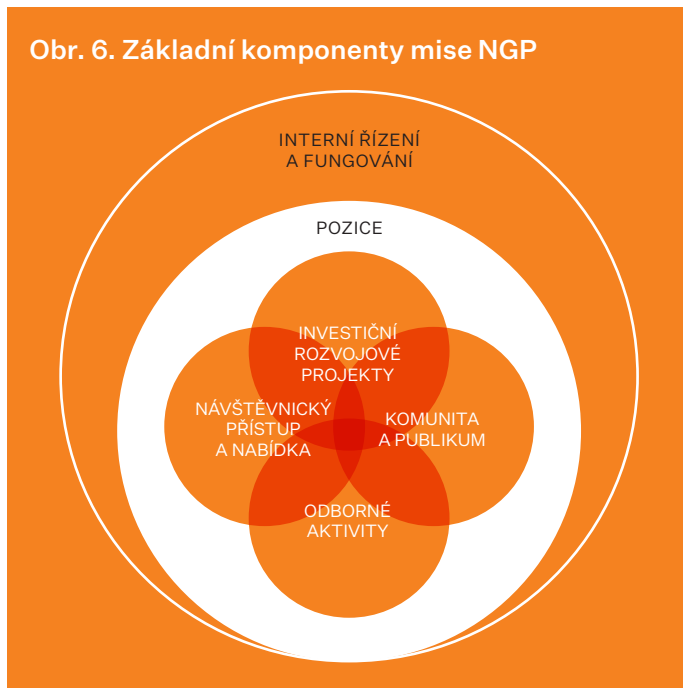 Obr. 6. Základní komponenty mise NGP
INTERNÍ ŘÍZENÍ
A FUNGOVÁNÍ
POZICE
INVESTIČNÍ
ROZVOJOVÉ
PROJEKTY
NÁVŠTĚVNICKÝ
PŘÍSTUP
A NABÍDKA
KOMUNITA
A PUBLIKUM
ODBORNÉ
AKTIVITY